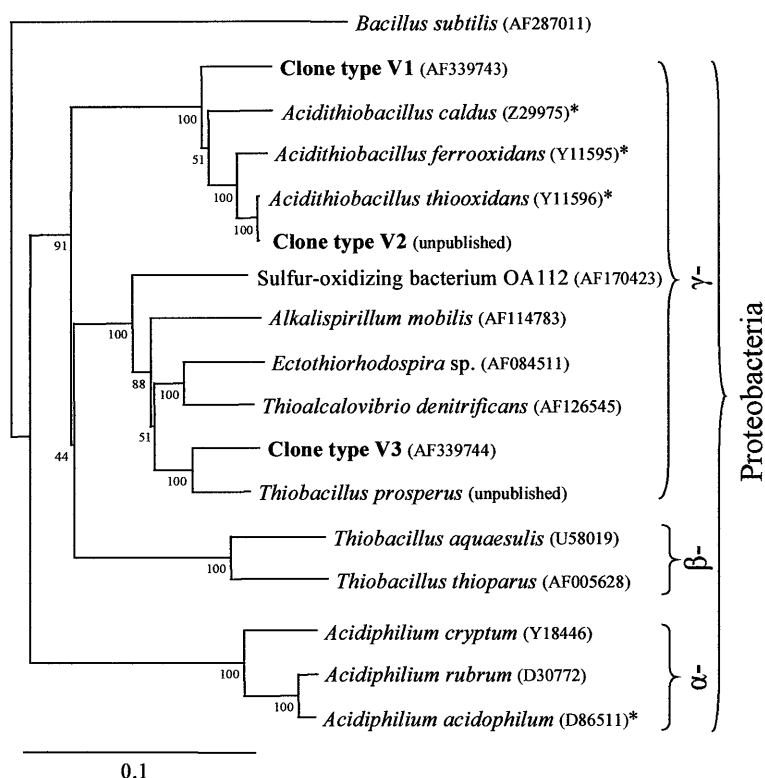 Bacillus subtilis (AF287011)
Clone type V1 (AF339743)
100
Acidithiobacillus caldus (Z29975)*
51
Acidithiobacillus ferrooxidans (Y11595)*
100
Acidithiobacillus thiooxidans (Y11596)*
100
Clone type V2 (unpublished)
91
Sulfur-oxidizing bacterium OA112 (AF170423)
100
Alkalispirillum mobilis (AF114783)
88
Ectothiorhodospira sp. (AF084511)
100
Thioalcalovibrio denitrificans (AF126545)
51
Clone type V3 (AF339744)
44
100
Thiobacillus prosperus (unpublished)
γ-
Thiobacillus aquaesulis (U58019)
100
Thiobacillus thioparus (AF005628)
β-
Acidiphilium cryptum (Y18446)
100
Acidiphilium rubrum (D30772)
100
Acidiphilium acidophilum (D86511)*
α-
Proteobacteria
0.1